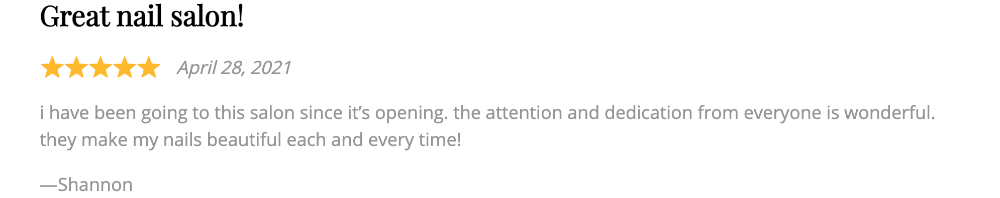 Great nail salon!
April 28, 2021
i have been going to this salon since it’s opening. the attention and dedication from everyone is wonderful.
they make my nails beautiful each and every time!
—Shannon